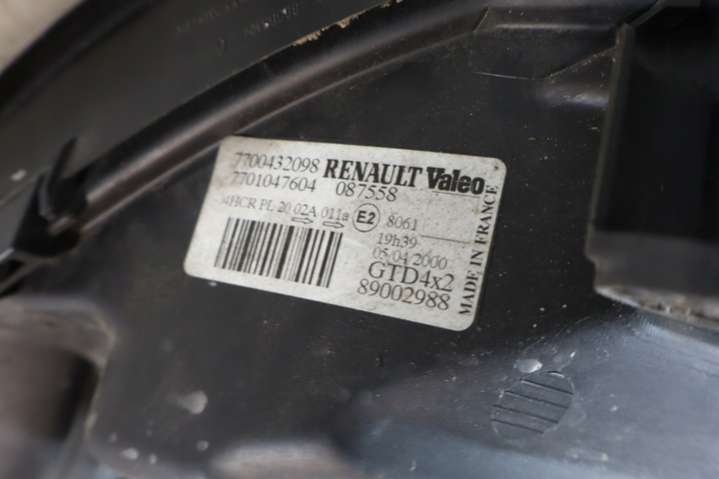 7700432098 RENAULT Valeo
7701047604 087558
HCR PL 20 02A 011a E2 8061
19h39
05/04/2000
GTD4x2
89002988
MADE IN FRANCE